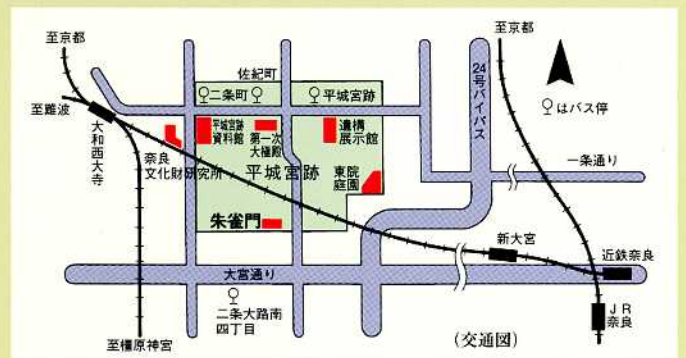 至京都
至京都
佐紀町
二条町
平城宮跡
24号バイパス
はバス停
至難波
大和西大寺
平城宮跡
資料館
第一次
大極殿
遺構
展示館
奈良
文化財研究所
平城宮跡
東院
庭園
一条通り
朱雀門
新大宮
近鉄奈良
大宮通り
二条大路南
四丁目
JR
奈良
至橿原神宮
(交通図)